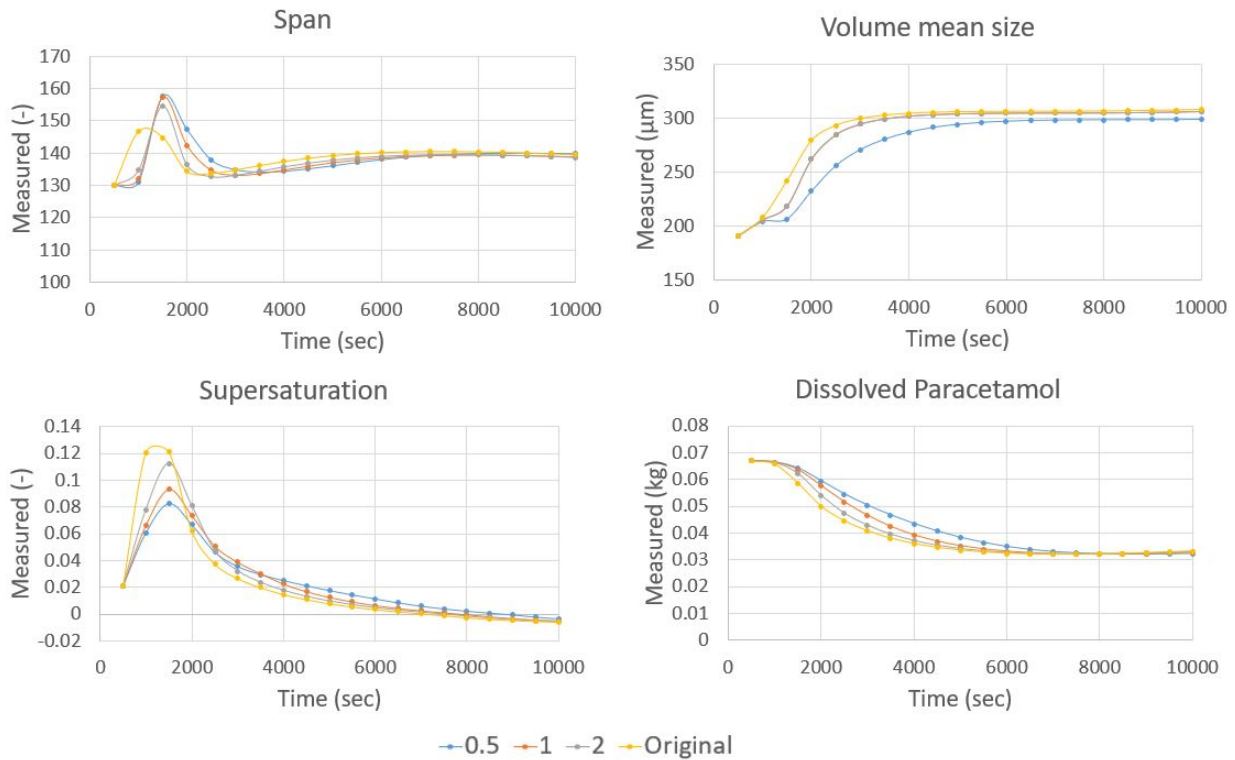 Span
170
160
150
140
130
120
110
100
Measured (-)
0 2000 4000 6000 8000 10000
Time (sec)
Volume mean size
350
300
250
200
150
Measured (µm)
0 2000 4000 6000 8000 10000
Time (sec)
Supersaturation
0.14
0.12
0.1
0.08
0.06
0.04
0.02
0
-0.02
Measured (-)
0 2000 4000 6000 8000 10000
Time (sec)
Dissolved Paracetamol
0.08
0.07
0.06
0.05
0.04
0.03
0.02
0.01
0
Measured (kg)
0 2000 4000 6000 8000 10000
Time (sec)
0.5 1 2 Original